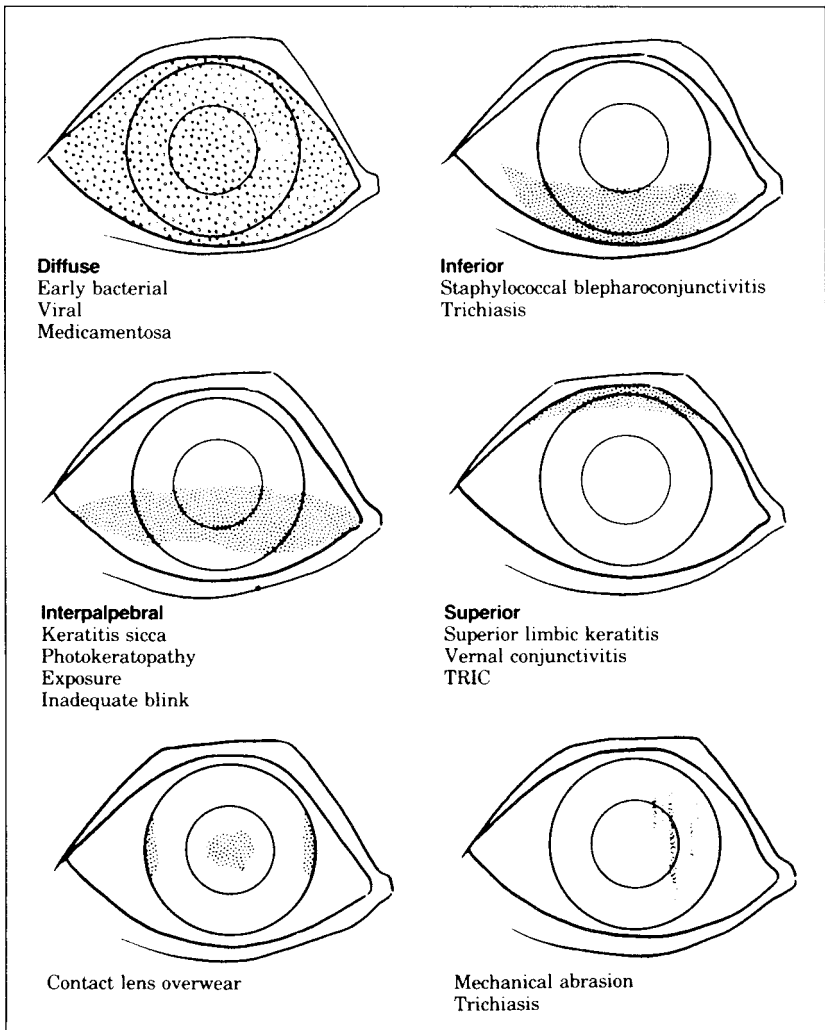 Diffuse
Early bacterial
Viral
Medicamentosa
Inferior
Staphylococcal blepharoconjunctivitis
Trichiasis
Interpalpebral
Keratitis sicca
Photokeratopathy
Exposure
Inadequate blink
Superior
Superior limbic keratitis
Vernal conjunctivitis
TRIC
Contact lens overwear
Mechanical abrasion
Trichiasis